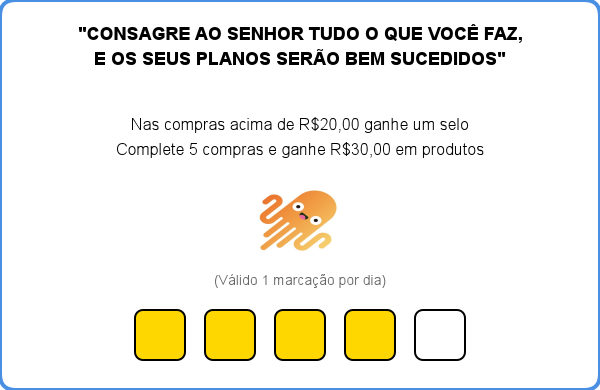 "CONSAGRE AO SENHOR TUDO O QUE VOCÊ FAZ,
E OS SEUS PLANOS SERÃO BEM SUCEDIDOS"
Nas compras acima de R$20,00 ganhe um selo
Complete 5 compras e ganhe R$30,00 em produtos
(Válido 1 marcação por dia)